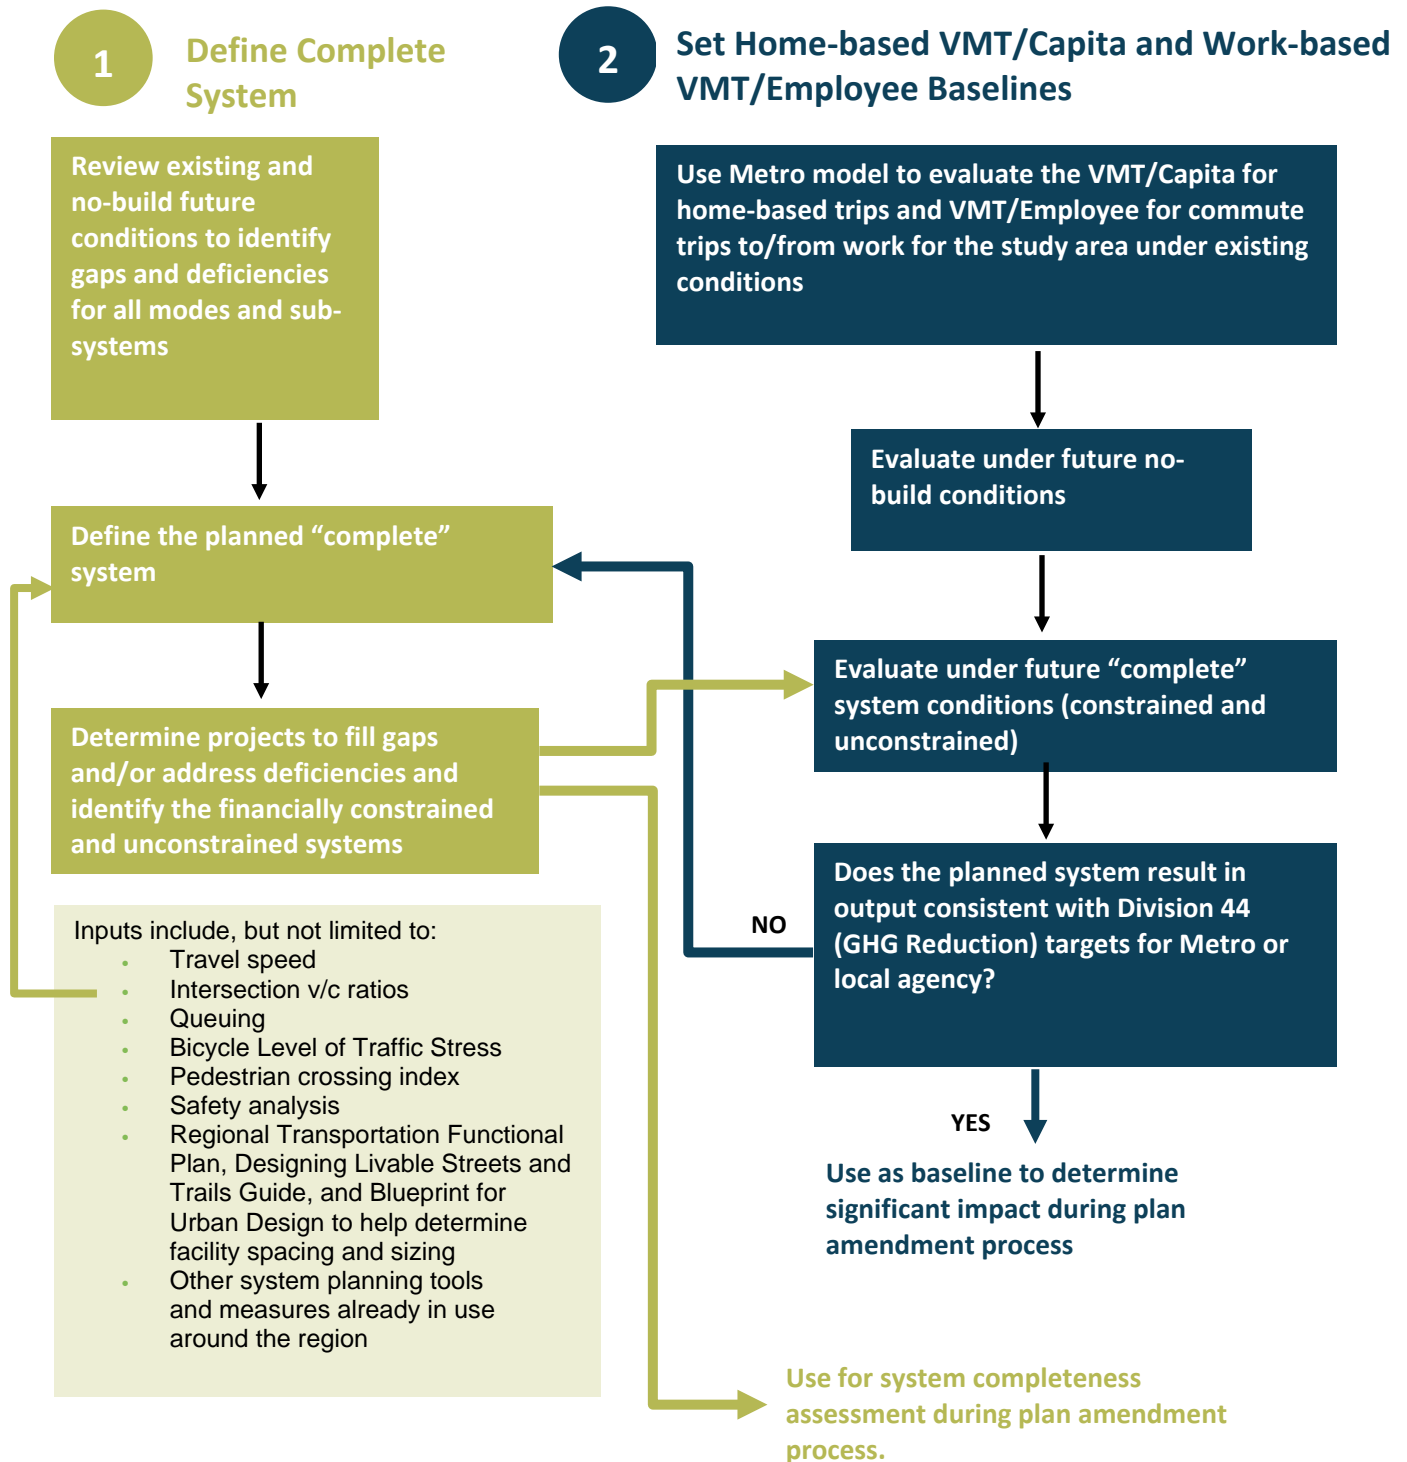 1
Define Complete
System
Review existing and
no-build future
conditions to identify
gaps and deficiencies
for all modes and sub-
systems
Define the planned “complete”
system
Determine projects to fill gaps
and/or address deficiencies and
identify the financially constrained
and unconstrained systems
Inputs include, but not limited to:
• Travel speed
• Intersection v/c ratios
• Queuing
• Bicycle Level of Traffic Stress
• Pedestrian crossing index
• Safety analysis
• Regional Transportation Functional
Plan, Designing Livable Streets and
Trails Guide, and Blueprint for
Urban Design to help determine
facility spacing and sizing
• Other system planning tools
and measures already in use
around the region
2
Set Home-based VMT/Capita and Work-based
VMT/Employee Baselines
Use Metro model to evaluate the VMT/Capita for
home-based trips and VMT/Employee for commute
trips to/from work for the study area under existing
conditions
Evaluate under future no-
build conditions
Evaluate under future “complete”
system conditions (constrained and
unconstrained)
Does the planned system result in
output consistent with Division 44
(GHG Reduction) targets for Metro or
local agency?
NO
YES
Use as baseline to determine
significant impact during plan
amendment process
Use for system completeness
assessment during plan amendment
process.